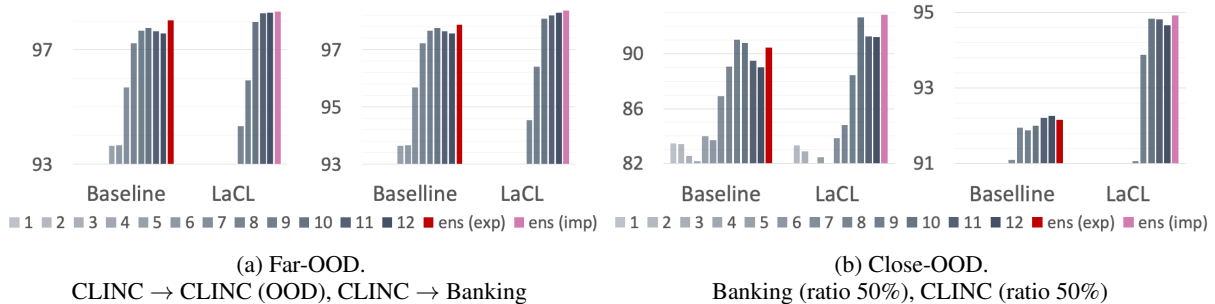 97
95
93
Baseline LaCL
97
95
93
Baselline LaCL
1 2 3 4 5 6 7 8 9 10 11 12 ens (exp) ens (imp)
90
86
82
Baseline LaCL
95
93
91
Baselline LaCL
1 2 3 4 5 6 7 8 9 10 11 12 ens (exp) ens (imp)
(a) Far-OOD.
CLINC → CLINC (OOD), CLINC → Banking
(b) Close-OOD.
Banking (ratio 50%), CLINC (ratio 50%)